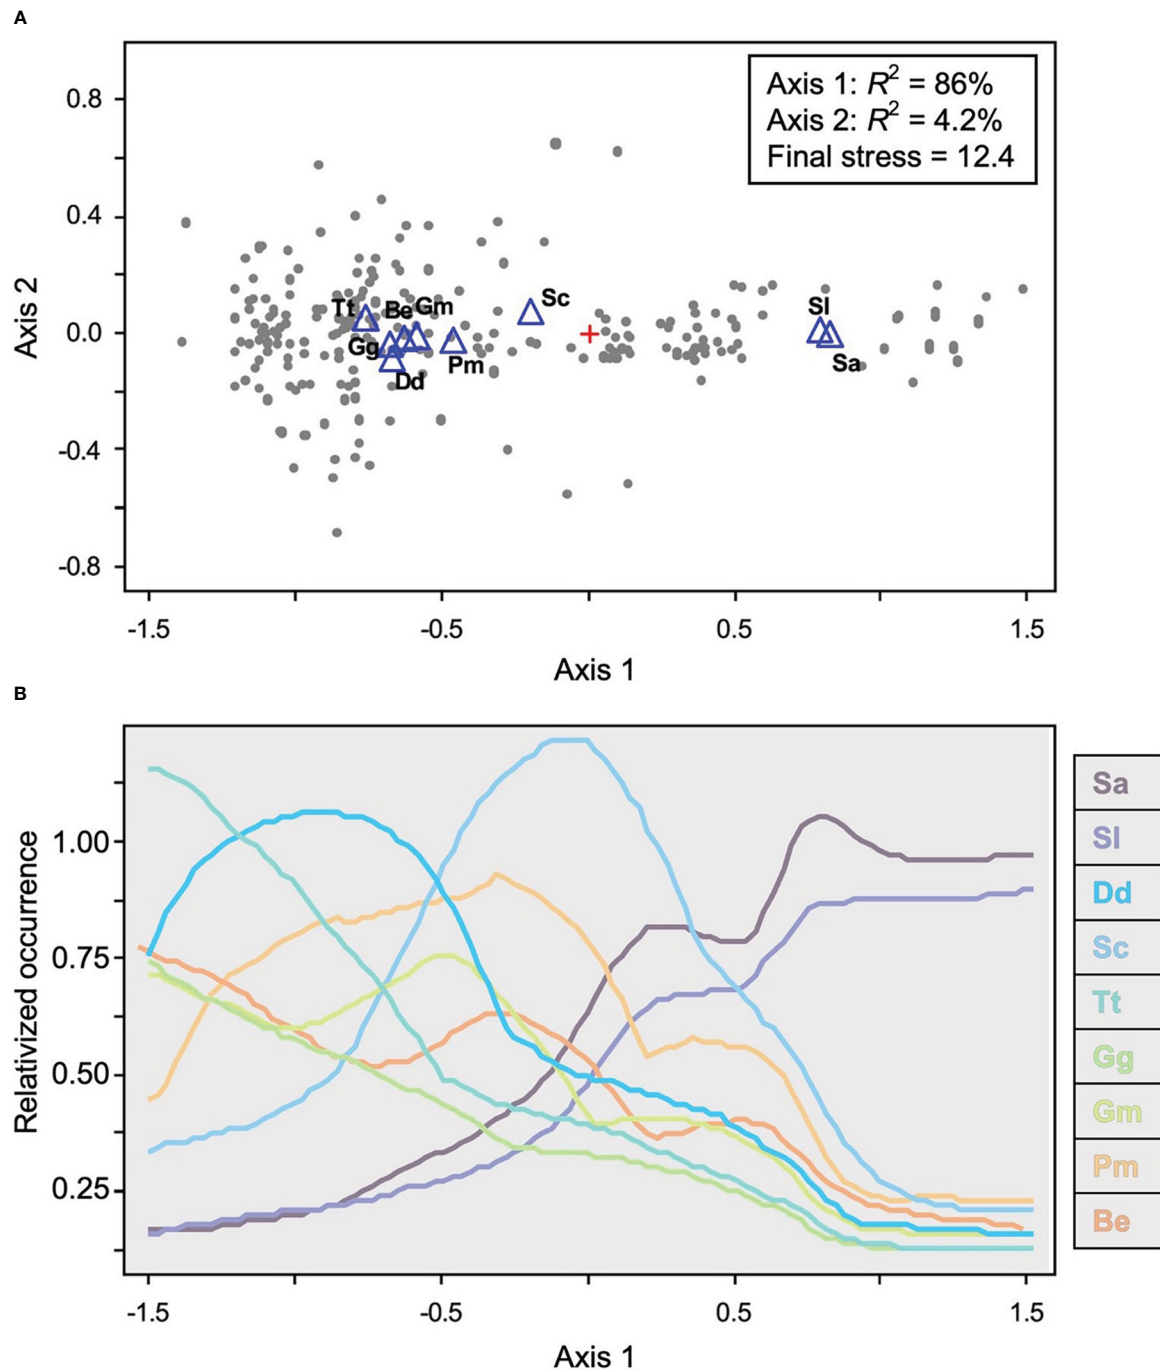 A
Axis 1: R² = 86%
Axis 2: R² = 4.2%
Final stress = 12.4
0.8
0.4
0.0
-0.4
-0.8
Axis 2
Tt
Be
Gm
Sc
Gg
Dd
Pm
Sl
Sa
-1.5
-0.5
0.5
1.5
Axis 1
B
1.00
0.75
0.50
0.25
Relativized occurrence
Sa
Sl
Dd
Sc
Tt
Gg
Gm
Pm
Be
-1.5
-0.5
0.5
1.5
Axis 1